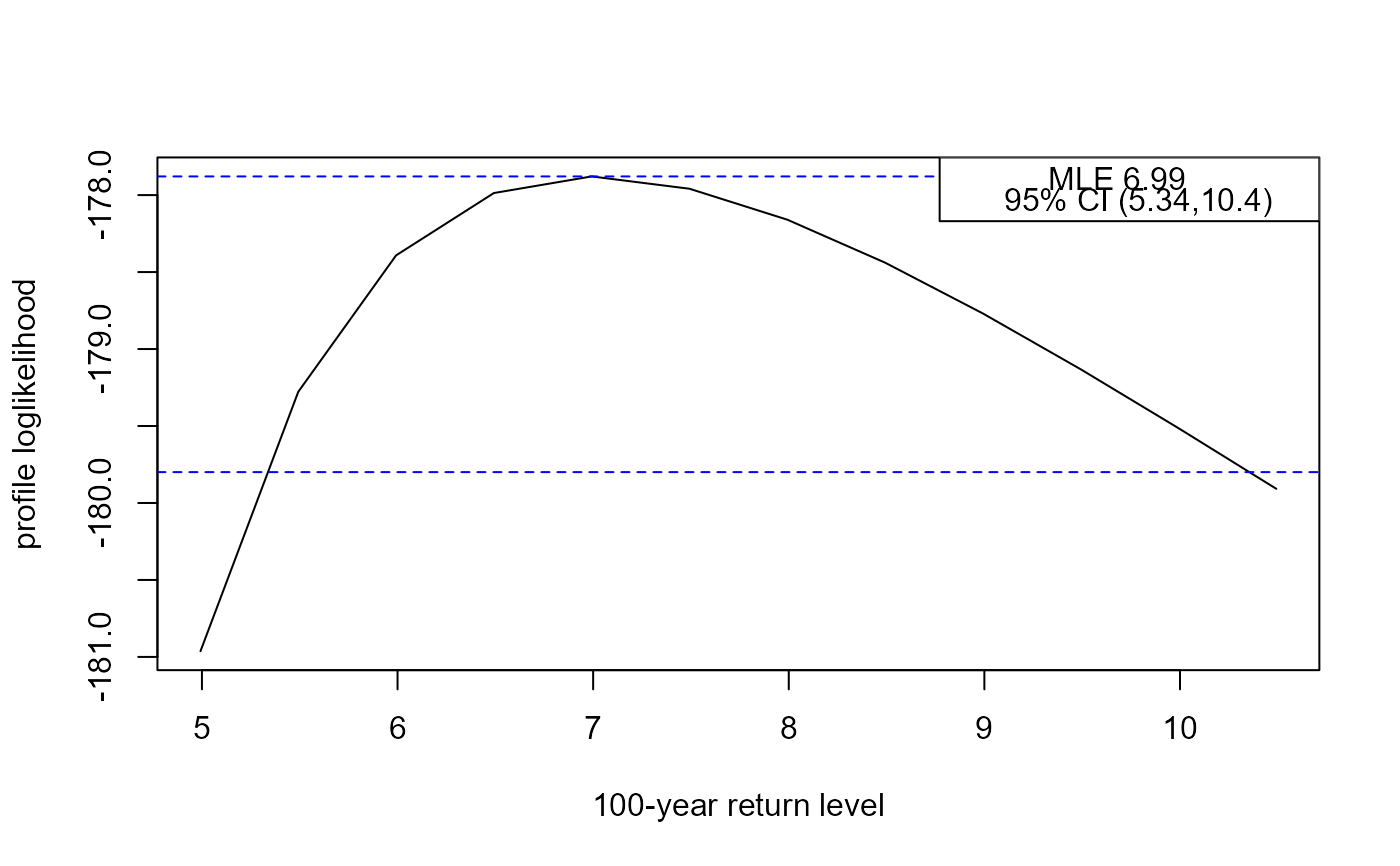 MLE 6.99
95% CI (5.34,10.4)
profile loglikelihood
-178.0
-179.0
-180.0
-181.0
5 6 7 8 9 10
100-year return level